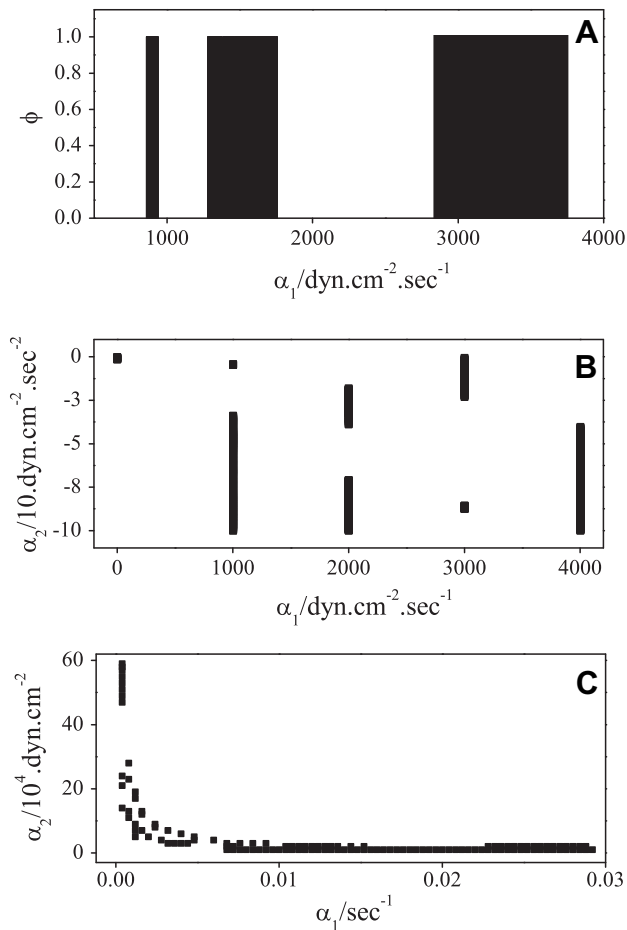 A
1.0
0.8
0.6
0.4
0.2
0.0
ϕ
1000 2000 3000 4000
α₁/dyn.cm⁻².sec⁻¹
B
0
-3
-5
-8
-10
α₂/10.dyn.cm⁻².sec⁻²
0 1000 2000 3000 4000
α₁/dyn.cm⁻².sec⁻¹
C
60
40
20
0
α₂/10⁴.dyn.cm⁻²
0.00 0.01 0.02 0.03
α₁/sec⁻¹